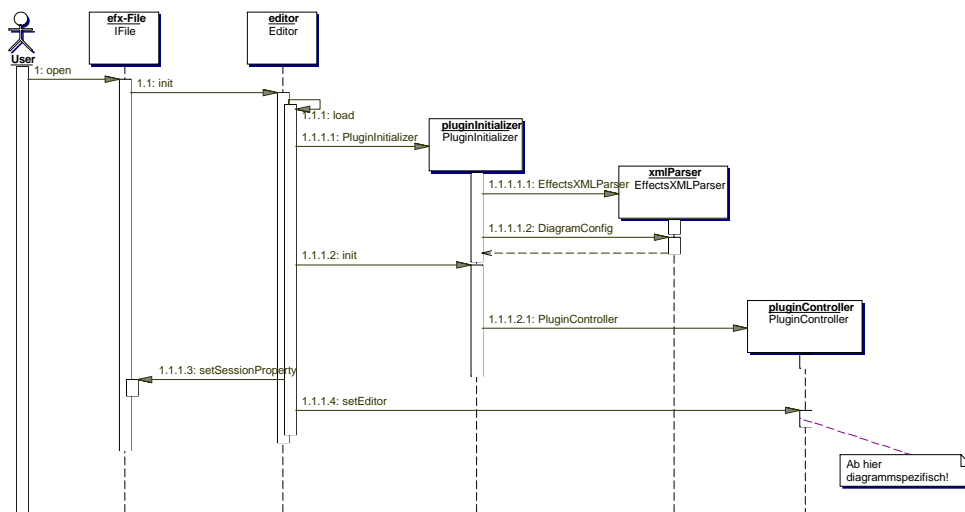 efx-File
IFile
editor
Editor
User
1: open
1.1: init
1.1.1: load
1.1.1.1: PluginInitializer
pluginInitializer
PluginInitializer
1.1.1.1.1: EffectsXMLParser
xmlParser
EffectsXMLParser
1.1.1.1.2: DiagramConfig
1.1.1.2: init
1.1.1.2.1: PluginController
pluginController
PluginController
1.1.1.3: setSessionProperty
1.1.1.4: setEditor
Ab hier
diagrammspezifisch!